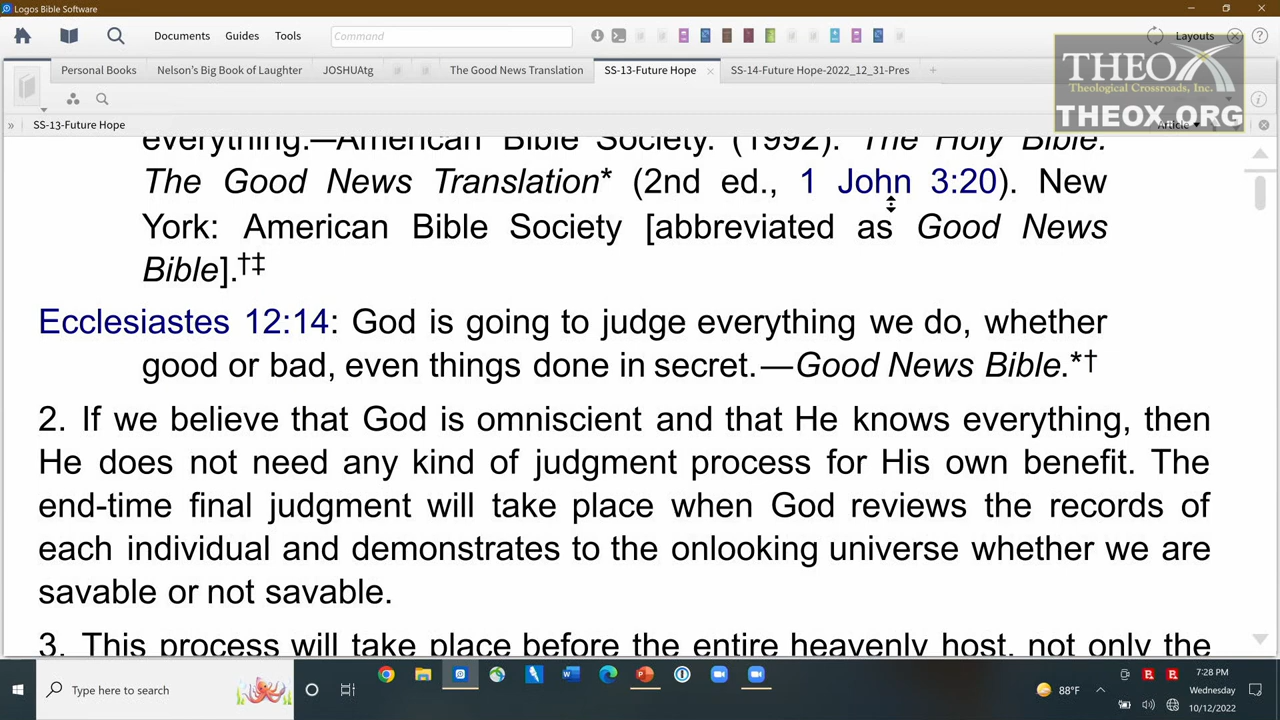 Logos Bible Software
Documents Guides Tools Command Layouts
Personal Books Nelson's Big Book of Laughter JOSHUAtg The Good News Translation SS-13-Future Hope SS-14-Future Hope-2022_12_31-Pres
THEOX
Theological Crossroads, Inc.
THEOX.ORG
SS-13-Future Hope Article
everything.—American Bible Society. (1992). The Holy Bible:
The Good News Translation* (2nd ed., 1 John 3:20). New
York: American Bible Society [abbreviated as Good News
Bible].†‡
Ecclesiastes 12:14: God is going to judge everything we do, whether
good or bad, even things done in secret.—Good News Bible.*†
2. If we believe that God is omniscient and that He knows everything, then
He does not need any kind of judgment process for His own benefit. The
end-time final judgment will take place when God reviews the records of
each individual and demonstrates to the onlooking universe whether we are
savable or not savable.
3. This process will take place before the entire heavenly host, not only the
Type here to search
88°F
7:28 PM
Wednesday
10/12/2022